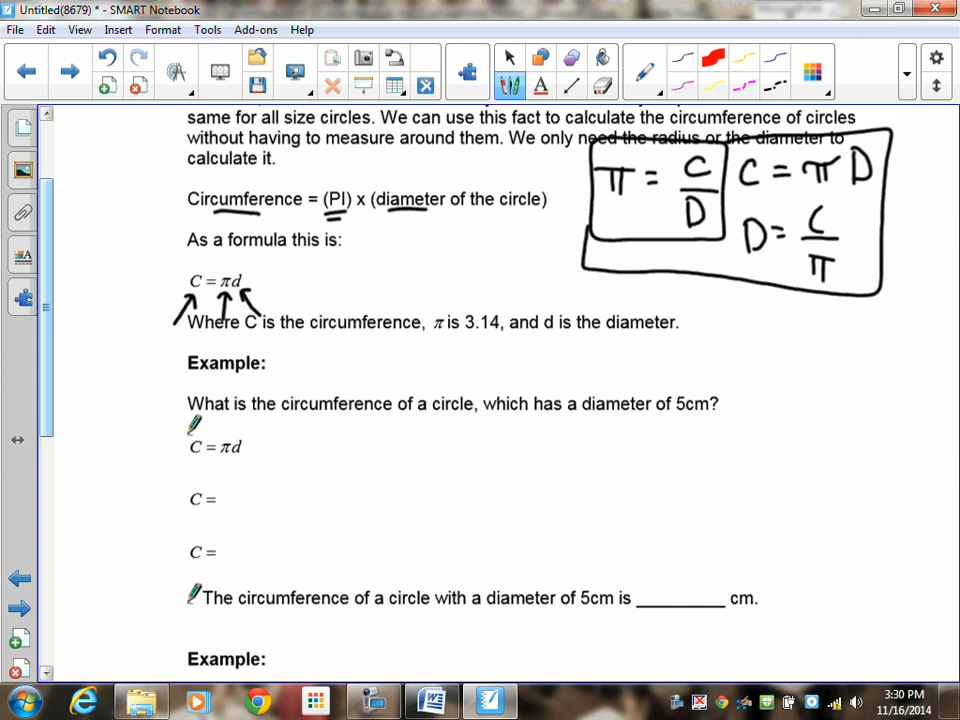 Untitled(8679) * - SMART Notebook
File Edit View Insert Format Tools Add-ons Help
same for all size circles. We can use this fact to calculate the circumference of circles
without having to measure around them. We only need the radius or the diameter to
calculate it.
π = C/D
C = π D
D = C/π
Circumference = (PI) x (diameter of the circle)
As a formula this is:
C = πd
Where C is the circumference, π is 3.14, and d is the diameter.
Example:
What is the circumference of a circle, which has a diameter of 5cm?
C = πd
C =
C =
The circumference of a circle with a diameter of 5cm is _________ cm.
Example:
3:30 PM
11/16/2014